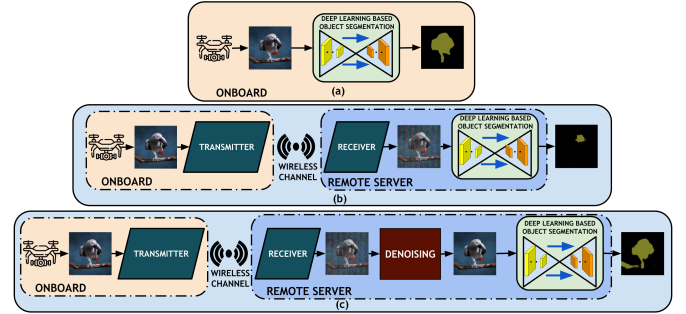 DEEP LEARNING BASED
OBJECT SEGMENTATION
ONBOARD
(a)
DEEP LEARNING BASED
OBJECT SEGMENTATION
TRANSMITTER
RECEIVER
WIRELESS
CHANNEL
ONBOARD
REMOTE SERVER
(b)
DEEP LEARNING BASED
OBJECT SEGMENTATION
TRANSMITTER
RECEIVER
DENOISING
WIRELESS
CHANNEL
ONBOARD
REMOTE SERVER
(c)